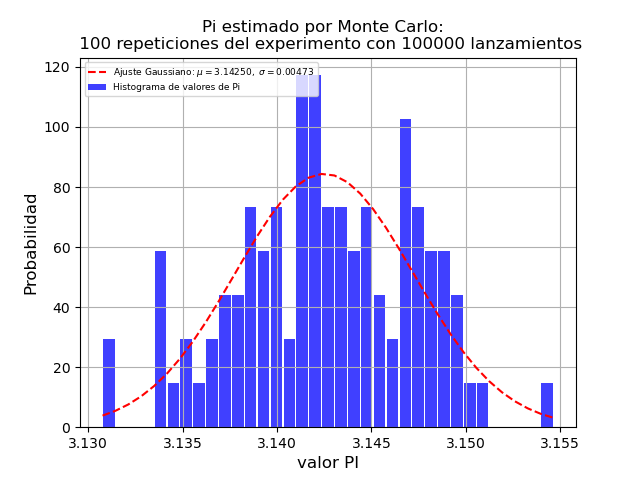 Pi estimado por Monte Carlo:
100 repeticiones del experimento con 100000 lanzamientos
Ajuste Gaussiano: μ = 3.14250, σ = 0.00473
Histograma de valores de Pi
Probabilidad
120
100
80
60
40
20
0
3.130 3.135 3.140 3.145 3.150 3.155
valor PI